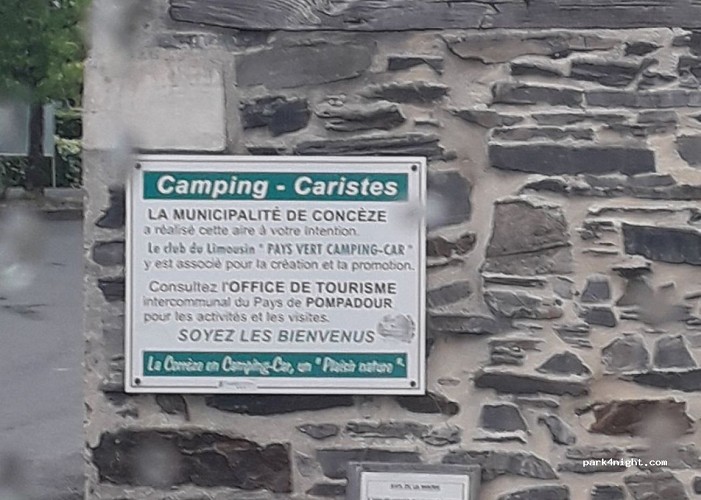 Camping - Caristes
LA MUNICIPALITÉ DE CONCÈZE
a réalisé cette aire à votre intention.
Le club du Limousin " PAYS VERT CAMPING-CAR "
y est associé pour la création et la promotion.
Consultez l'OFFICE DE TOURISME
intercommunal du Pays de POMPADOUR
pour les activités et les visites.
SOYEZ LES BIENVENUS
La Corrèze en Camping-Car, un " Plaisir nature ".
park4night.com